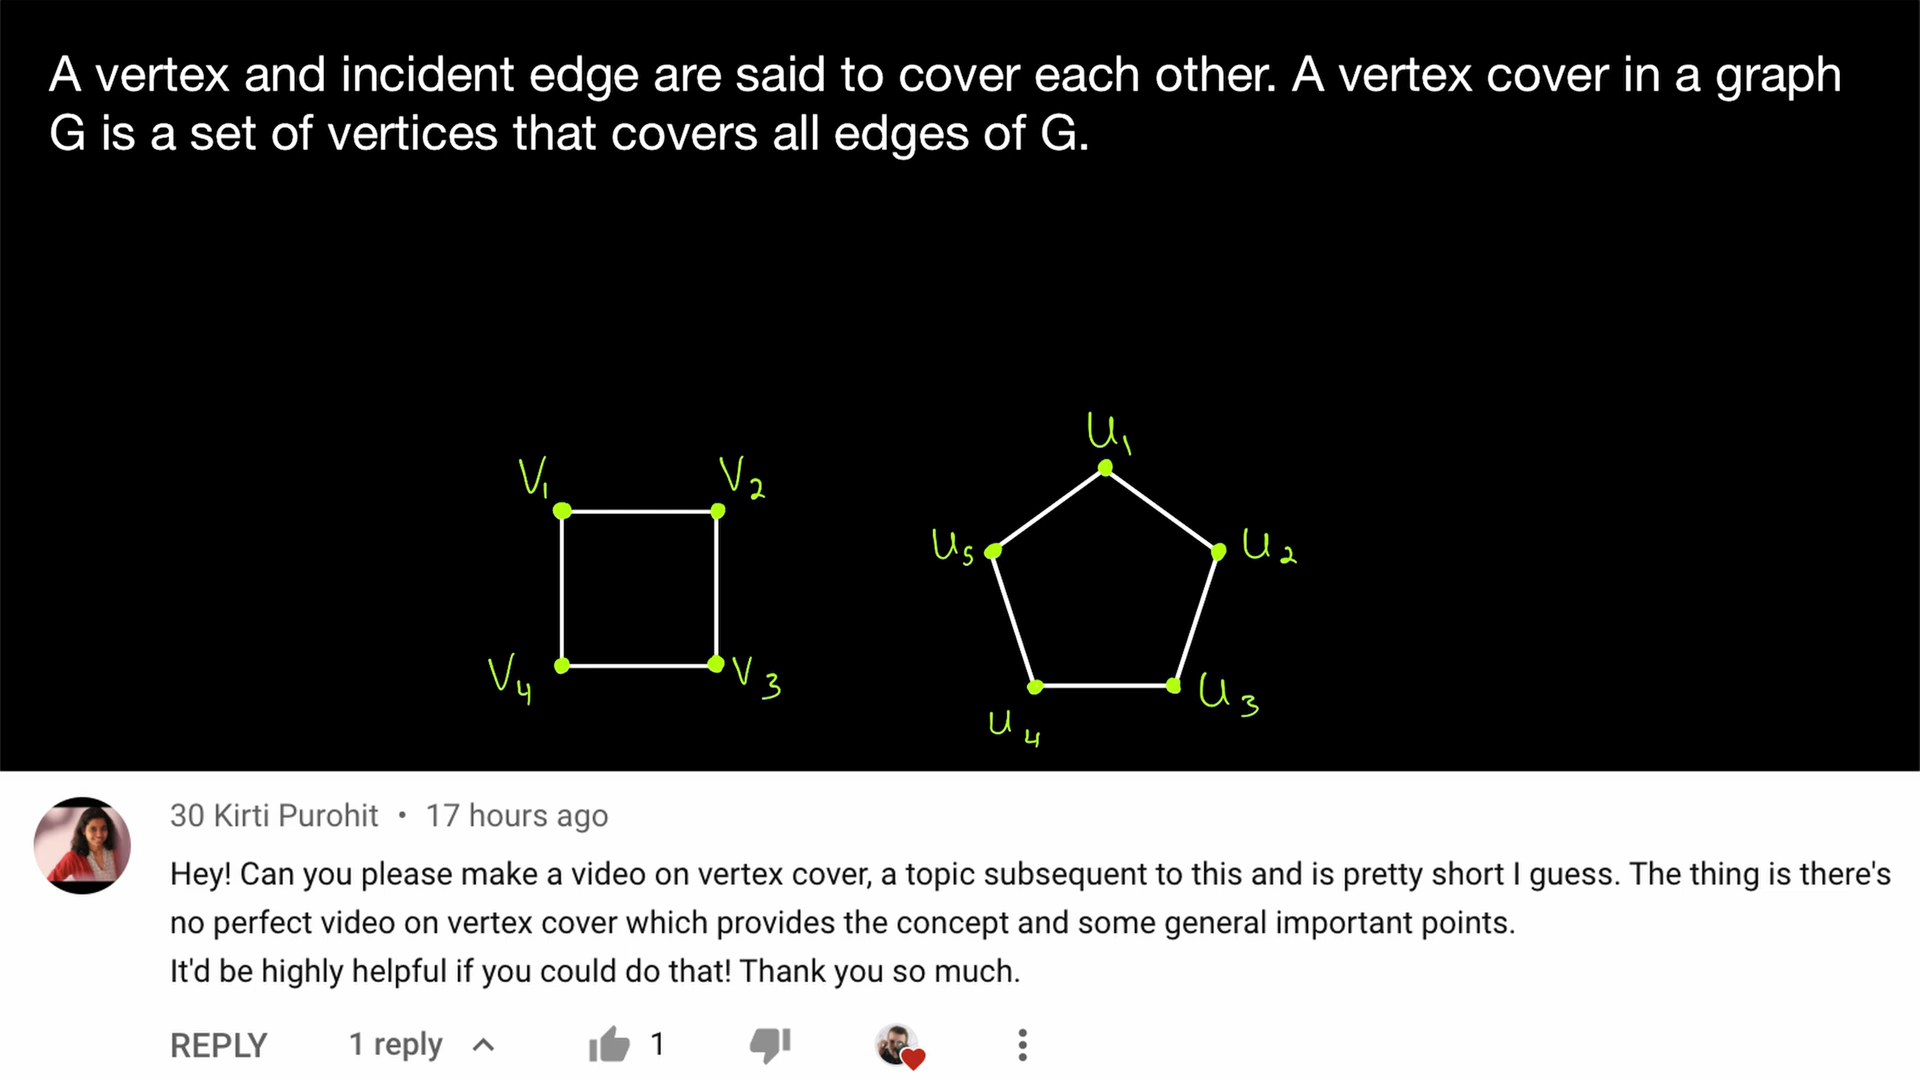 A vertex and incident edge are said to cover each other. A vertex cover in a graph
G is a set of vertices that covers all edges of G.
U1
V1 V2
U5 U2
V4 V3
U3
U4
30 Kirti Purohit • 17 hours ago
Hey! Can you please make a video on vertex cover, a topic subsequent to this and is pretty short I guess. The thing is there's
no perfect video on vertex cover which provides the concept and some general important points.
It'd be highly helpful if you could do that! Thank you so much.
REPLY 1 reply 1